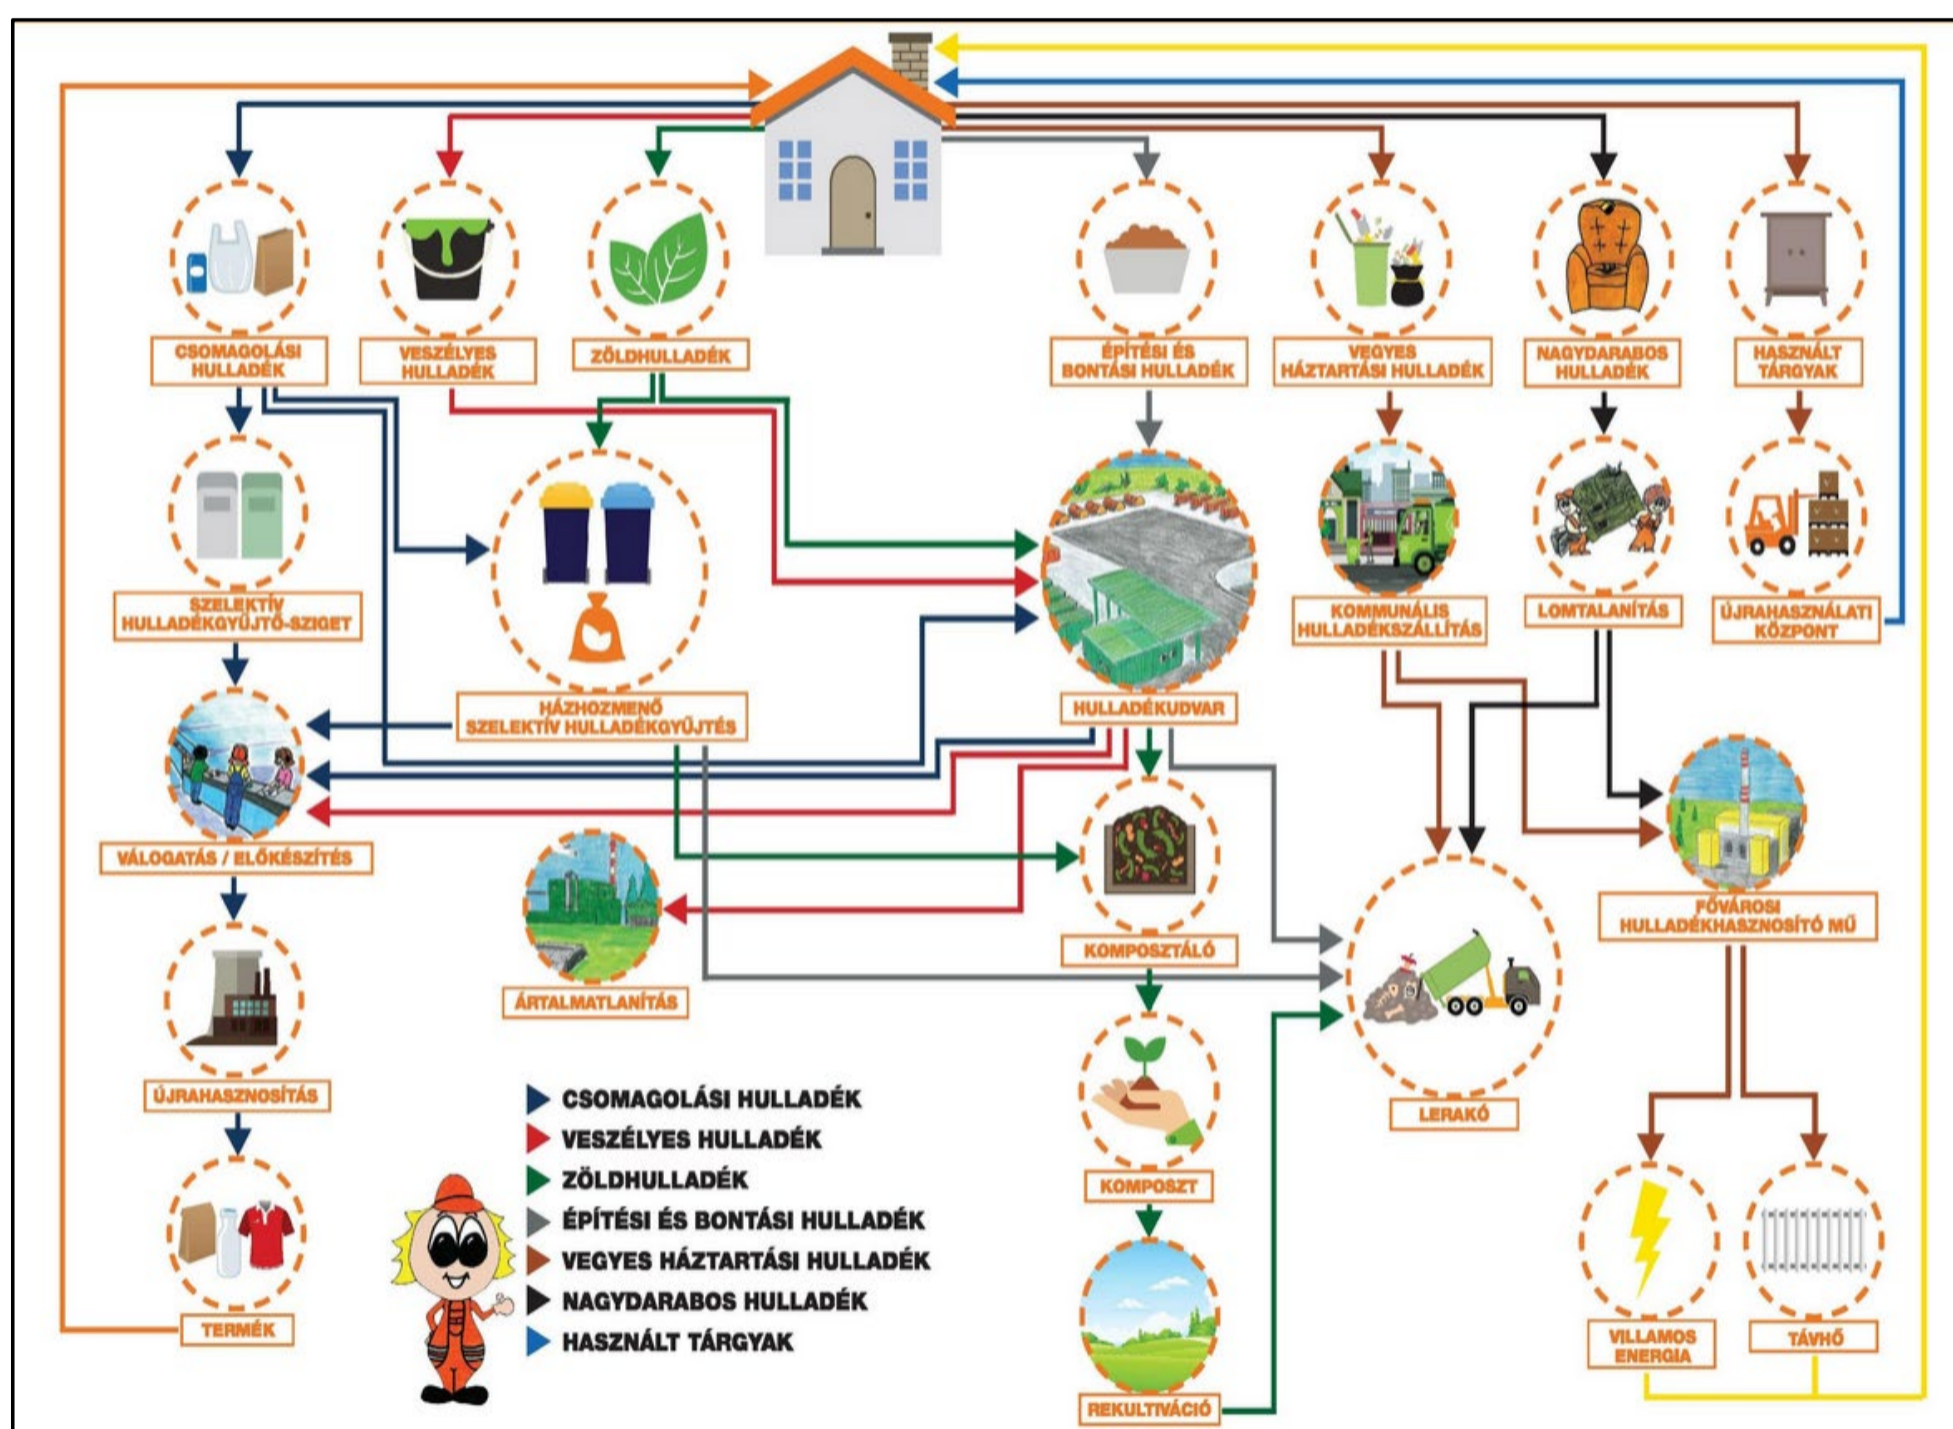 CSOMAGOLÁSI
HULLADÉK
VESZÉLYES
HULLADÉK
ZÖLDHULLADÉK
ÉPÍTÉSI ÉS
BONTÁSI HULLADÉK
VEGYES
HÁZTARTÁSI HULLADÉK
NAGYDARABOS
HULLADÉK
HASZNÁLT
TÁRGYAK
SZELEKTÍV
HULLADÉKGYŰJTŐ-SZIGET
HÁZHOZMENŐ
SZELEKTÍV HULLADÉKGYŰJTÉS
HULLADÉKUDVAR
KOMMUNÁLIS
HULLADÉKSZÁLLÍTÁS
LOMTALANÍTÁS
ÚJRAHASZNÁLATI
KÖZPONT
VÁLOGATÁS / ELŐKÉSZÍTÉS
ÁRTALMATLANÍTÁS
KOMPOSZTÁLÓ
FŐVÁROSI
HULLADÉKHASZNOSÍTÓ MŰ
ÚJRAHASZNOSÍTÁS
KOMPOSZT
LERAKÓ
TERMÉK
REKULTIVÁCIÓ
VILLAMOS
ENERGIA
TÁVHŐ
CSOMAGOLÁSI HULLADÉK
VESZÉLYES HULLADÉK
ZÖLDHULLADÉK
ÉPÍTÉSI ÉS BONTÁSI HULLADÉK
VEGYES HÁZTARTÁSI HULLADÉK
NAGYDARABOS HULLADÉK
HASZNÁLT TÁRGYAK